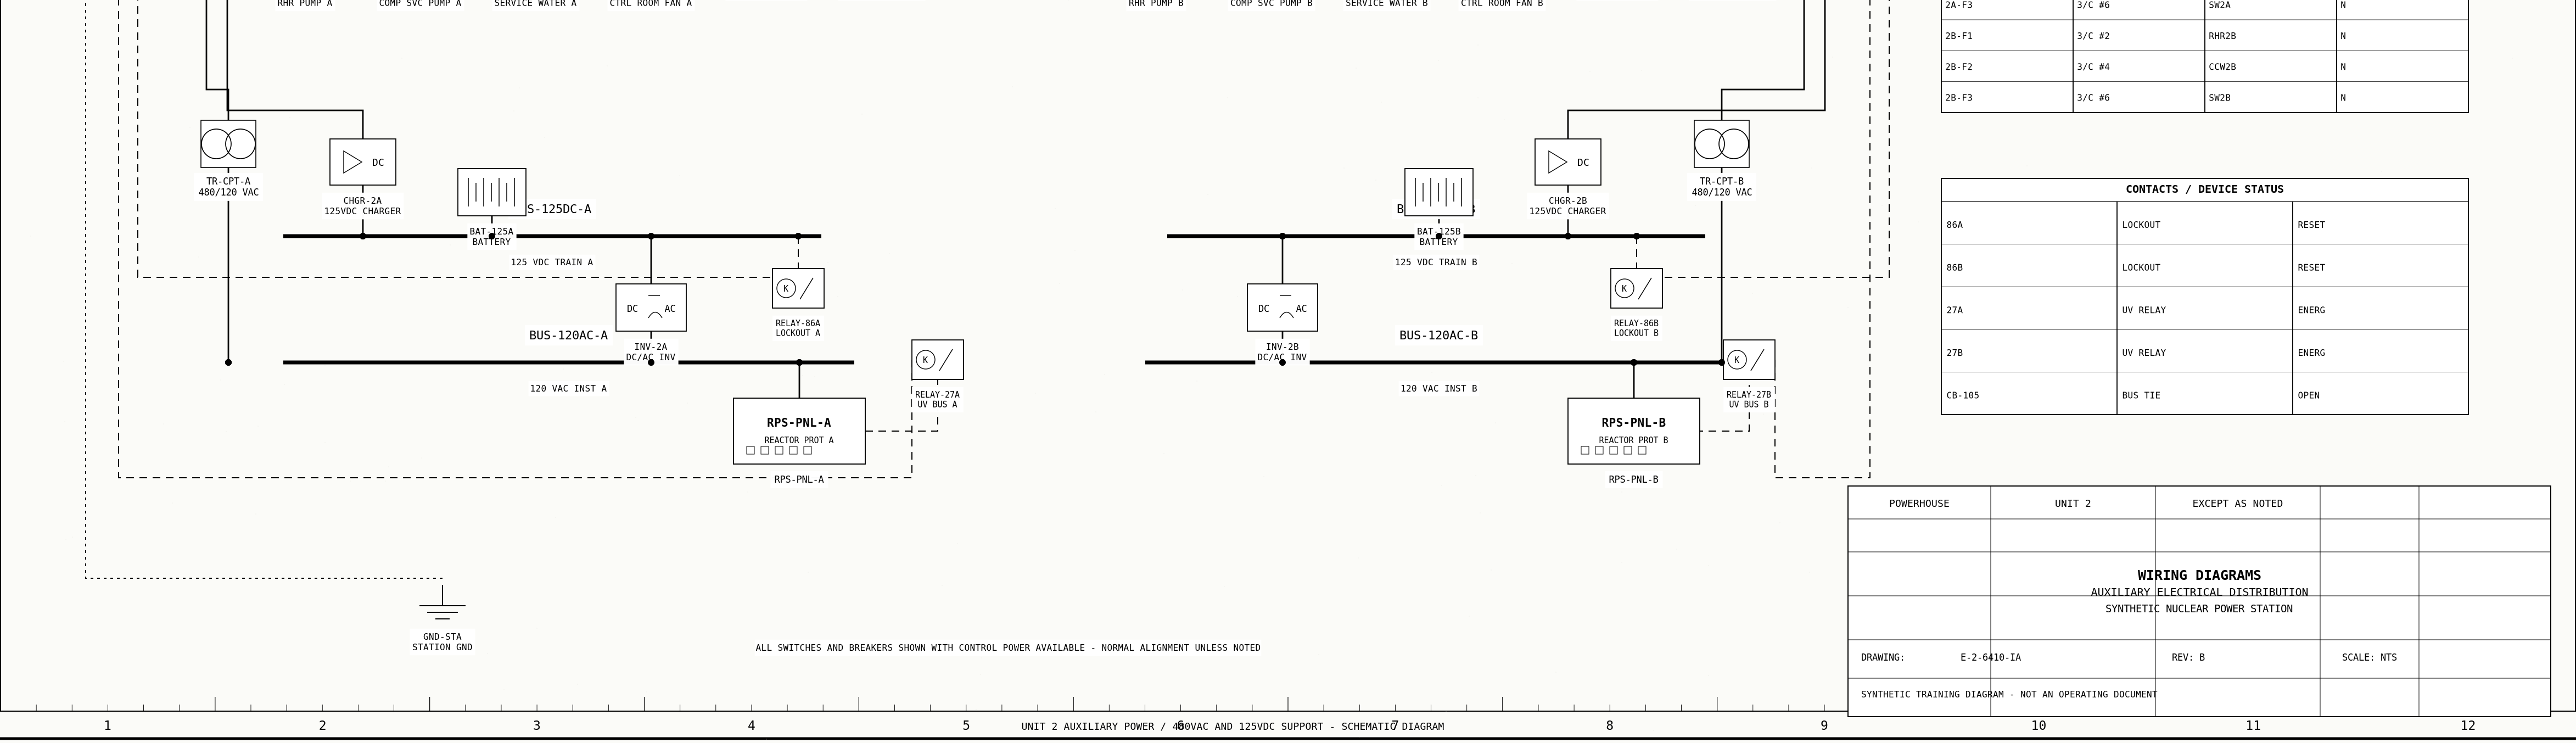 RHR PUMP A
COMP SVC PUMP A
SERVICE WATER A
CTRL ROOM FAN A
RHR PUMP B
COMP SVC PUMP B
SERVICE WATER B
CTRL ROOM FAN B
2A-F3 3/C #6 SW2A N
2B-F1 3/C #2 RHR2B N
2B-F2 3/C #4 CCW2B N
2B-F3 3/C #6 SW2B N
TR-CPT-A
480/120 VAC
DC
CHGR-2A
125VDC CHARGER
S-125DC-A
BAT-125A
BATTERY
125 VDC TRAIN A
DC AC
INV-2A
DC/AC INV
K
RELAY-86A
LOCKOUT A
BUS-120AC-A
120 VAC INST A
K
RELAY-27A
UV BUS A
RPS-PNL-A
REACTOR PROT A
RPS-PNL-A
GND-STA
STATION GND
BAT-125B
BATTERY
125 VDC TRAIN B
DC
CHGR-2B
125VDC CHARGER
TR-CPT-B
480/120 VAC
DC AC
INV-2B
DC/AC INV
K
RELAY-86B
LOCKOUT B
BUS-120AC-B
120 VAC INST B
K
RELAY-27B
UV BUS B
RPS-PNL-B
REACTOR PROT B
RPS-PNL-B
CONTACTS / DEVICE STATUS
86A LOCKOUT RESET
86B LOCKOUT RESET
27A UV RELAY ENERG
27B UV RELAY ENERG
CB-105 BUS TIE OPEN
ALL SWITCHES AND BREAKERS SHOWN WITH CONTROL POWER AVAILABLE - NORMAL ALIGNMENT UNLESS NOTED
POWERHOUSE UNIT 2 EXCEPT AS NOTED
WIRING DIAGRAMS
AUXILIARY ELECTRICAL DISTRIBUTION
SYNTHETIC NUCLEAR POWER STATION
DRAWING: E-2-6410-IA REV: B SCALE: NTS
SYNTHETIC TRAINING DIAGRAM - NOT AN OPERATING DOCUMENT
1 2 3 4 5 6 7 8 9 10 11 12
UNIT 2 AUXILIARY POWER / 480VAC AND 125VDC SUPPORT - SCHEMATIC DIAGRAM